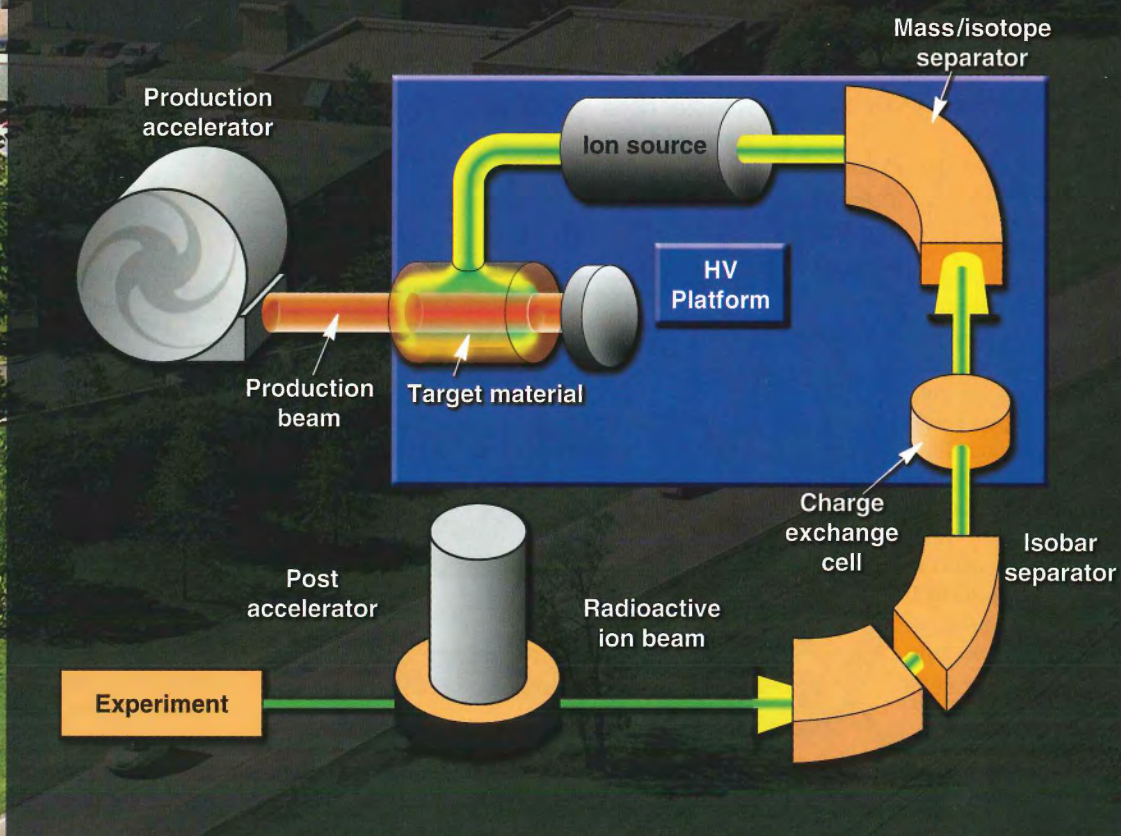 Mass/isotope
separator
Production
accelerator
Ion source
HV
Platform
Production
beam
Target material
Charge
exchange
cell
Isobar
separator
Post
accelerator
Radioactive
ion beam
Experiment